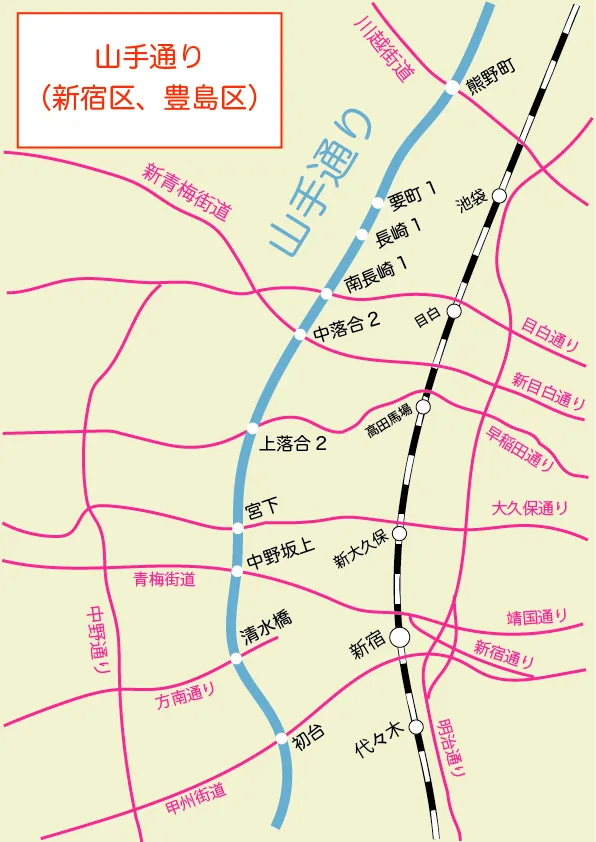 山手通り
（新宿区、豊島区）
川越街道
熊野町
山手通り
新青梅街道
要町1
池袋
長崎1
南長崎1
中落合2
目白
目白通り
新目白通り
高田馬場
上落合2
早稲田通り
宮下
大久保通り
新大久保
中野坂上
青梅街道
靖国通り
中野通り
清水橋
新宿
新宿通り
方南通り
初台
代々木
明治通り
甲州街道